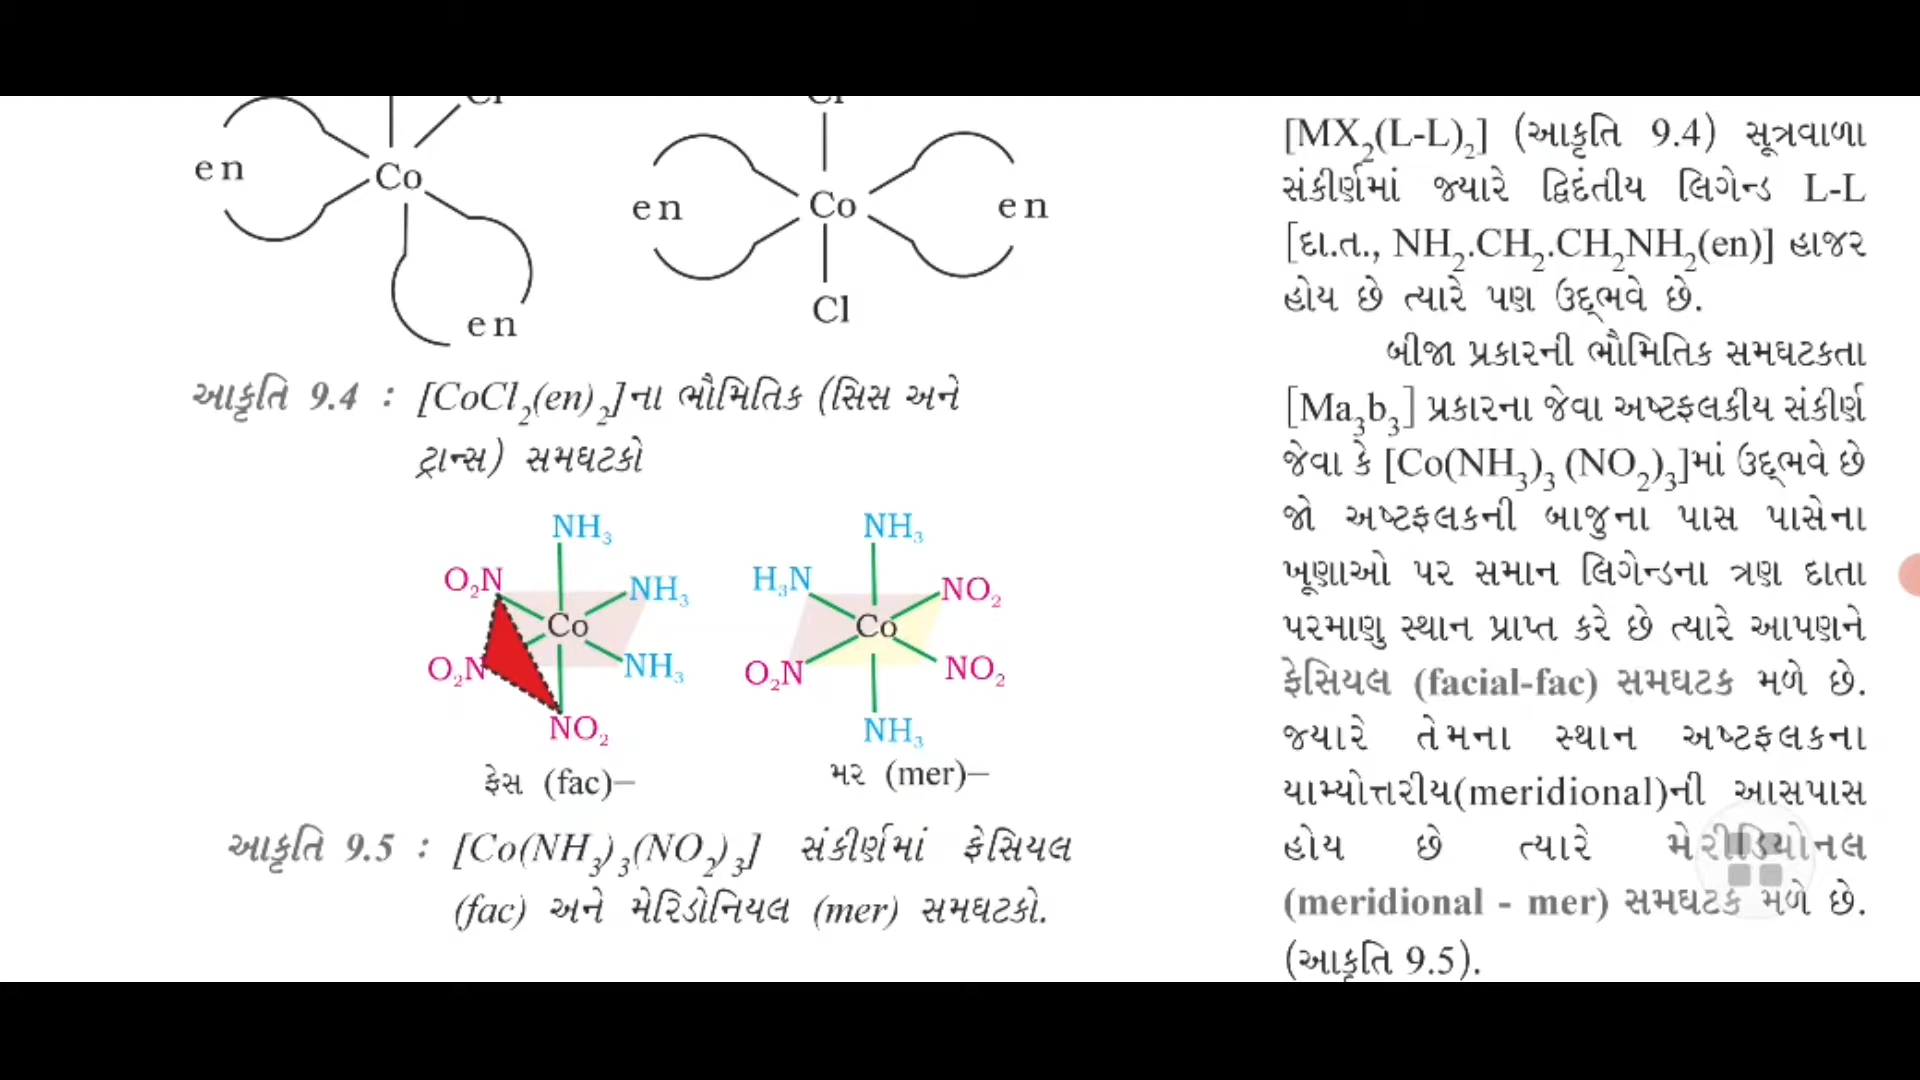 Cl
en
Co
en
Cl
en
Co
en
Cl
આકૃતિ 9.4 : [CoCl₂(en)₂]ના ભૌમિતિક (સિસ અને
ટ્રાન્સ) સમઘટકો
NH₃
O₂N
NH₃
Co
O₂N
NH₃
NO₂
ફેસ (fac)–
NH₃
H₃N
NO₂
Co
O₂N
NO₂
NH₃
મર (mer)–
આકૃતિ 9.5 : [Co(NH₃)₃(NO₂)₃] સંકીર્ણમાં ફેસિયલ
(fac) અને મેરિડોનિયલ (mer) સમઘટકો.
[MX₂(L-L)₂] (આકૃતિ 9.4) સૂત્રવાળા
સંકીર્ણમાં જ્યારે દ્વિદંતીય લિગેન્ડ L-L
[દા.ત., NH₂.CH₂.CH₂NH₂(en)] હાજર
હોય છે ત્યારે પણ ઉદ્‌ભવે છે.
બીજા પ્રકારની ભૌમિતિક સમઘટકતા
[Ma₃b₃] પ્રકારના જેવા અષ્ટફલકીય સંકીર્ણ
જેવા કે [Co(NH₃)₃ (NO₂)₃]માં ઉદ્‌ભવે છે
જો અષ્ટફલકની બાજુના પાસ પાસેના
ખૂણાઓ પર સમાન લિગેન્ડના ત્રણ દાતા
પરમાણુ સ્થાન પ્રાપ્ત કરે છે ત્યારે આપણને
ફેસિયલ (facial-fac) સમઘટક મળે છે.
જયારે તેમના સ્થાન અષ્ટફલકના
યામ્યોત્તરીય(meridional)ની આસપાસ
હોય છે ત્યારે મેરીડિયોનલ
(meridional - mer) સમઘટક મળે છે.
(આકૃતિ 9.5).